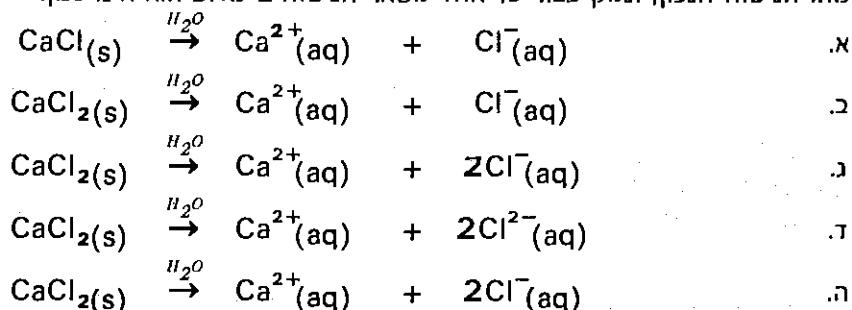 א. CaCl(s) →^{H₂O} Ca²⁺(aq) + Cl⁻(aq)
ב. CaCl₂(s) →^{H₂O} Ca²⁺(aq) + Cl⁻(aq)
ג. CaCl₂(s) →^{H₂O} Ca²⁺(aq) + 2Cl⁻(aq)
ד. CaCl₂(s) →^{H₂O} Ca²⁺(aq) + 2Cl²⁻(aq)
ה. CaCl₂(s) →^{H₂O} Ca²⁺(aq) + 2Cl⁻(aq)